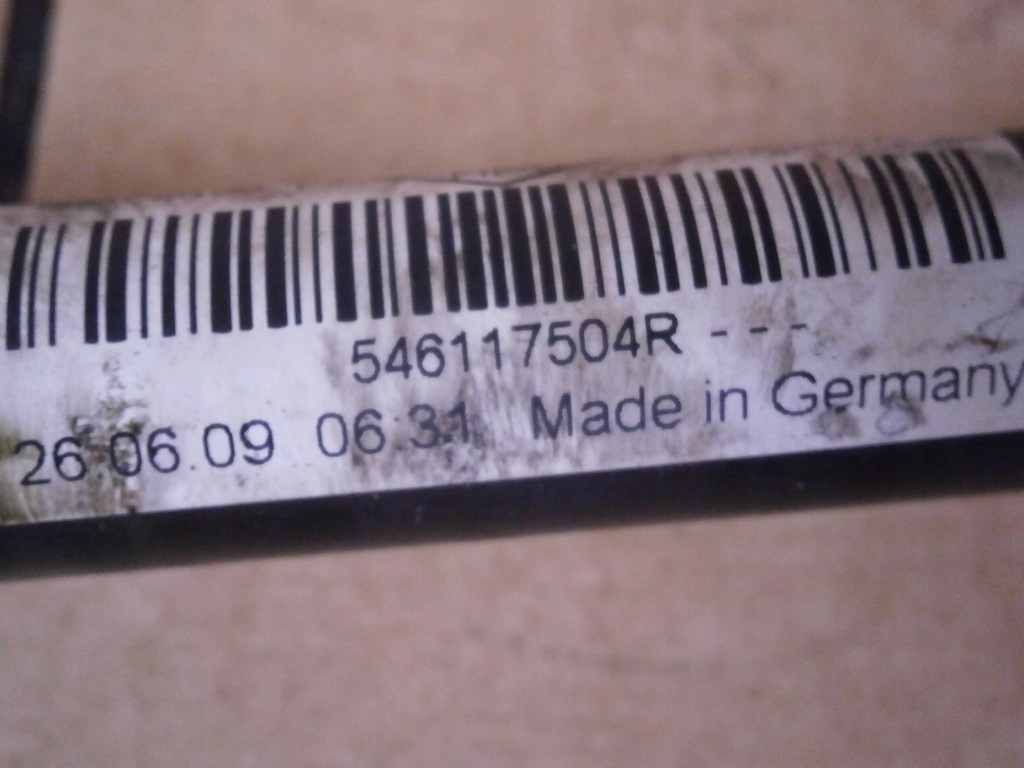 546117504R - - -
26.06.09 06:31 Made in Germany